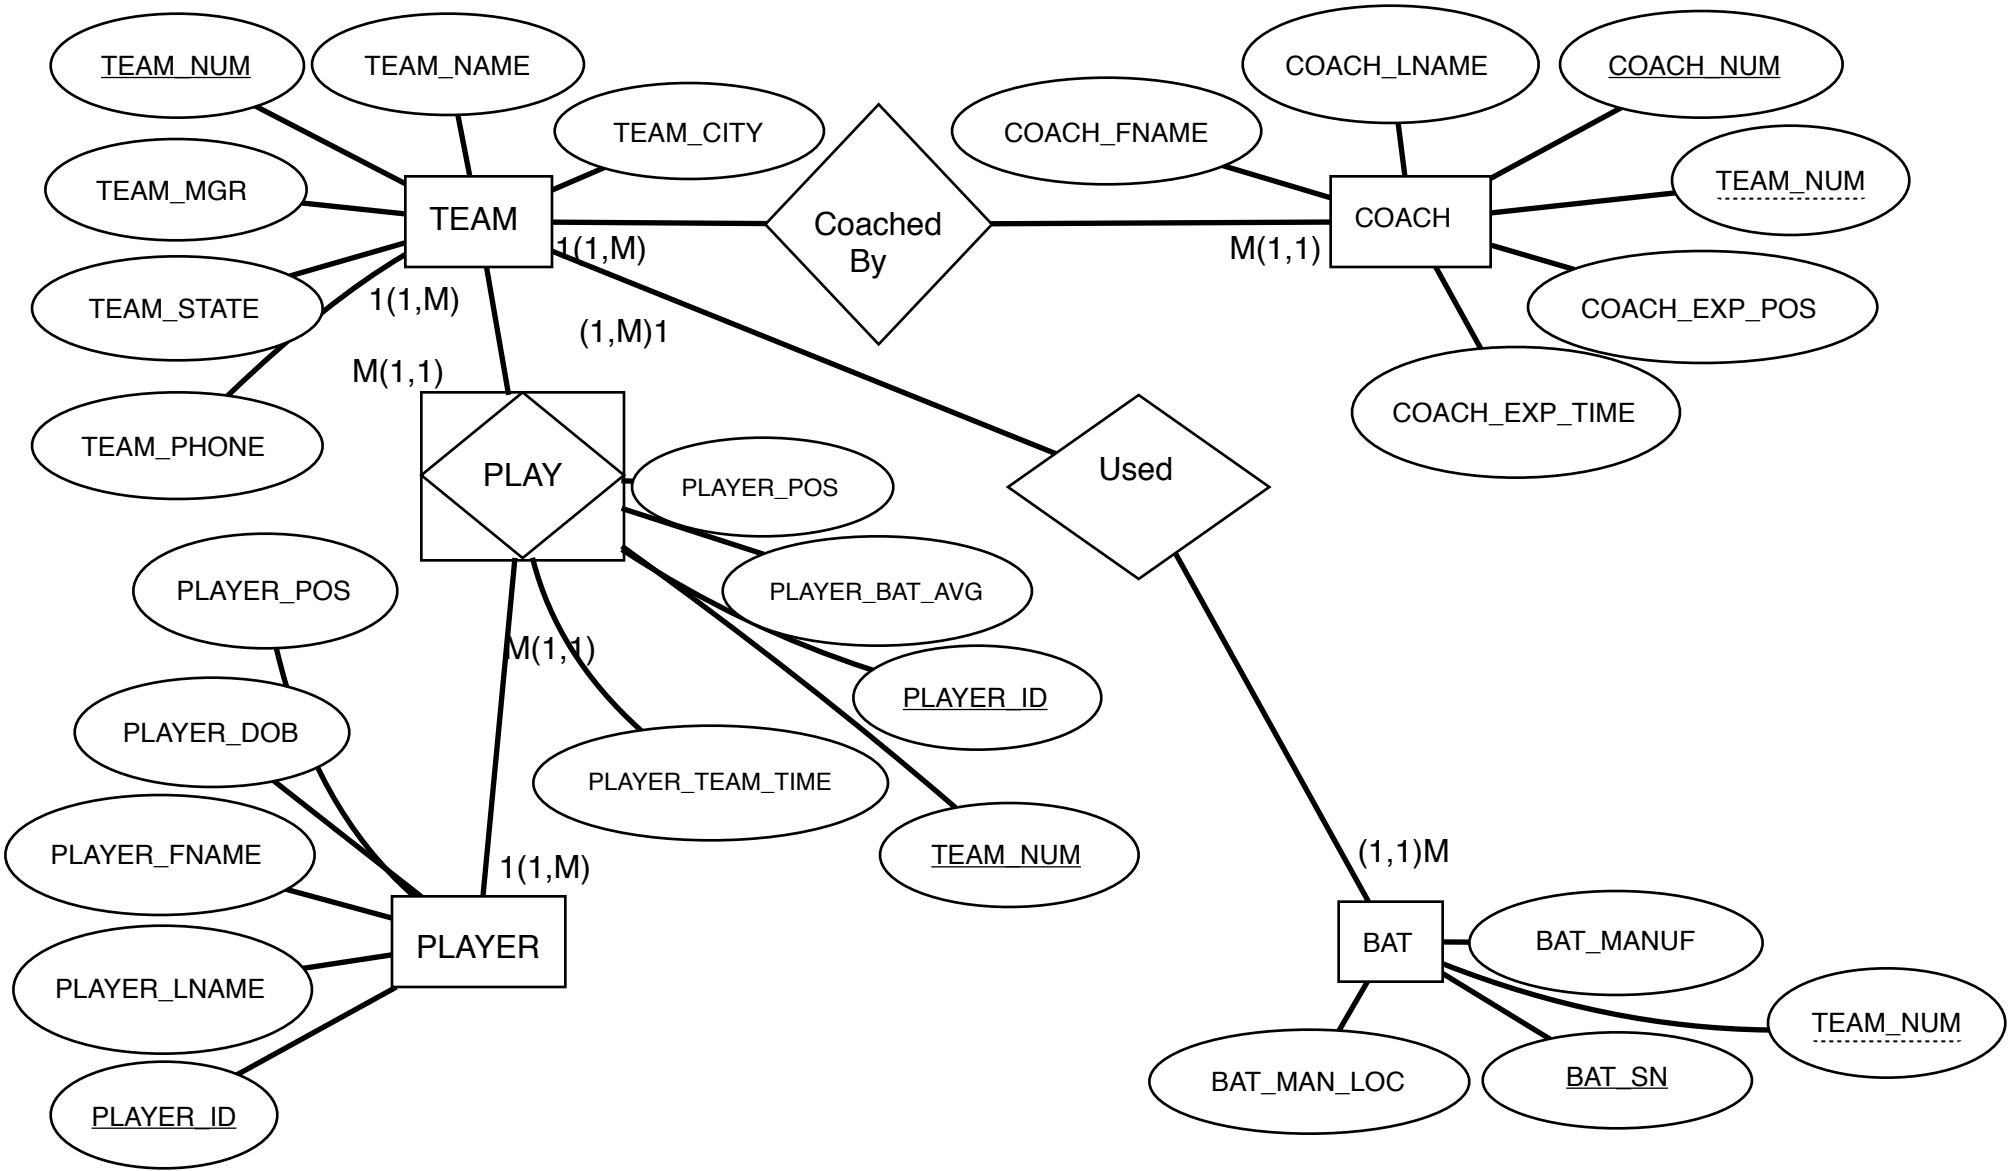 TEAM_NUM
TEAM_NAME
TEAM_CITY
TEAM_MGR
TEAM
TEAM_STATE
TEAM_PHONE
Coached
By
COACH_FNAME
COACH_LNAME
COACH_NUM
TEAM_NUM
COACH
COACH_EXP_POS
COACH_EXP_TIME
1(1,M)
M(1,1)
1(1,M)
(1,M)1
M(1,1)
PLAY
PLAYER_POS
Used
PLAYER_BAT_AVG
PLAYER_ID
M(1,1)
PLAYER_TEAM_TIME
TEAM_NUM
PLAYER_POS
PLAYER_DOB
PLAYER_FNAME
1(1,M)
PLAYER
PLAYER_LNAME
PLAYER_ID
(1,1)M
BAT
BAT_MANUF
TEAM_NUM
BAT_MAN_LOC
BAT_SN